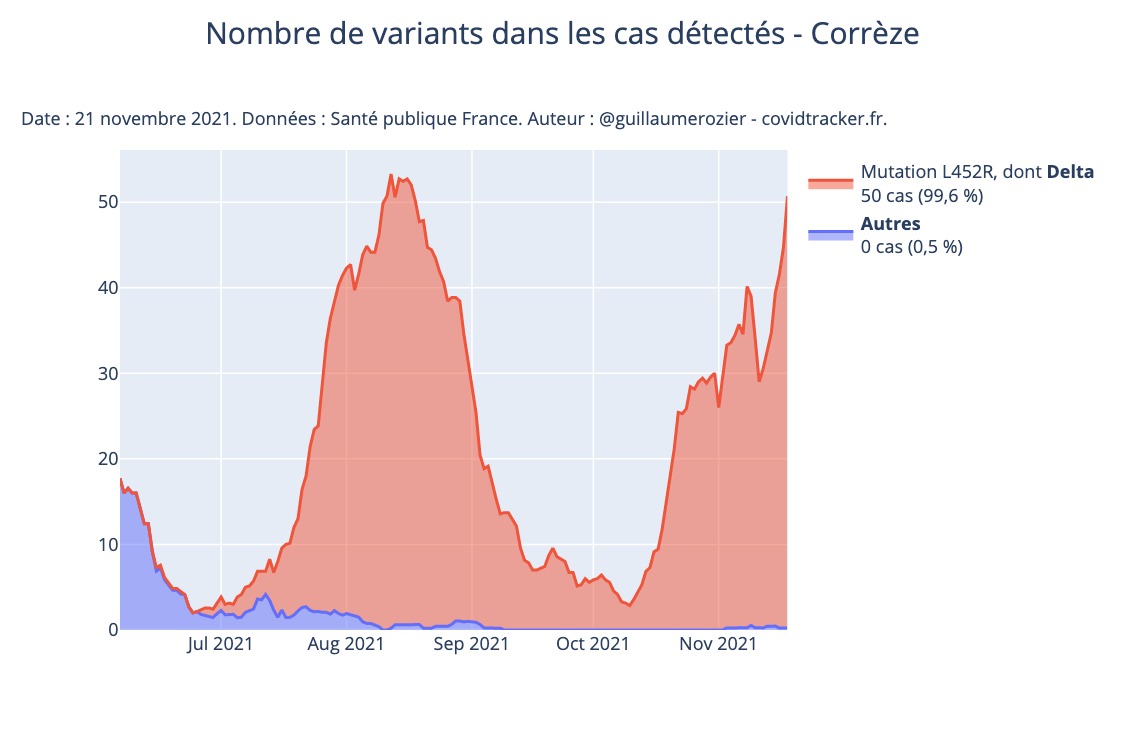 Nombre de variants dans les cas détectés - Corrèze
Date : 21 novembre 2021. Données : Santé publique France. Auteur : @guillaumerozier - covidtracker.fr.
Mutation L452R, dont Delta
50 cas (99,6 %)
Autres
0 cas (0,5 %)
50
40
30
20
10
0
Jul 2021
Aug 2021
Sep 2021
Oct 2021
Nov 2021